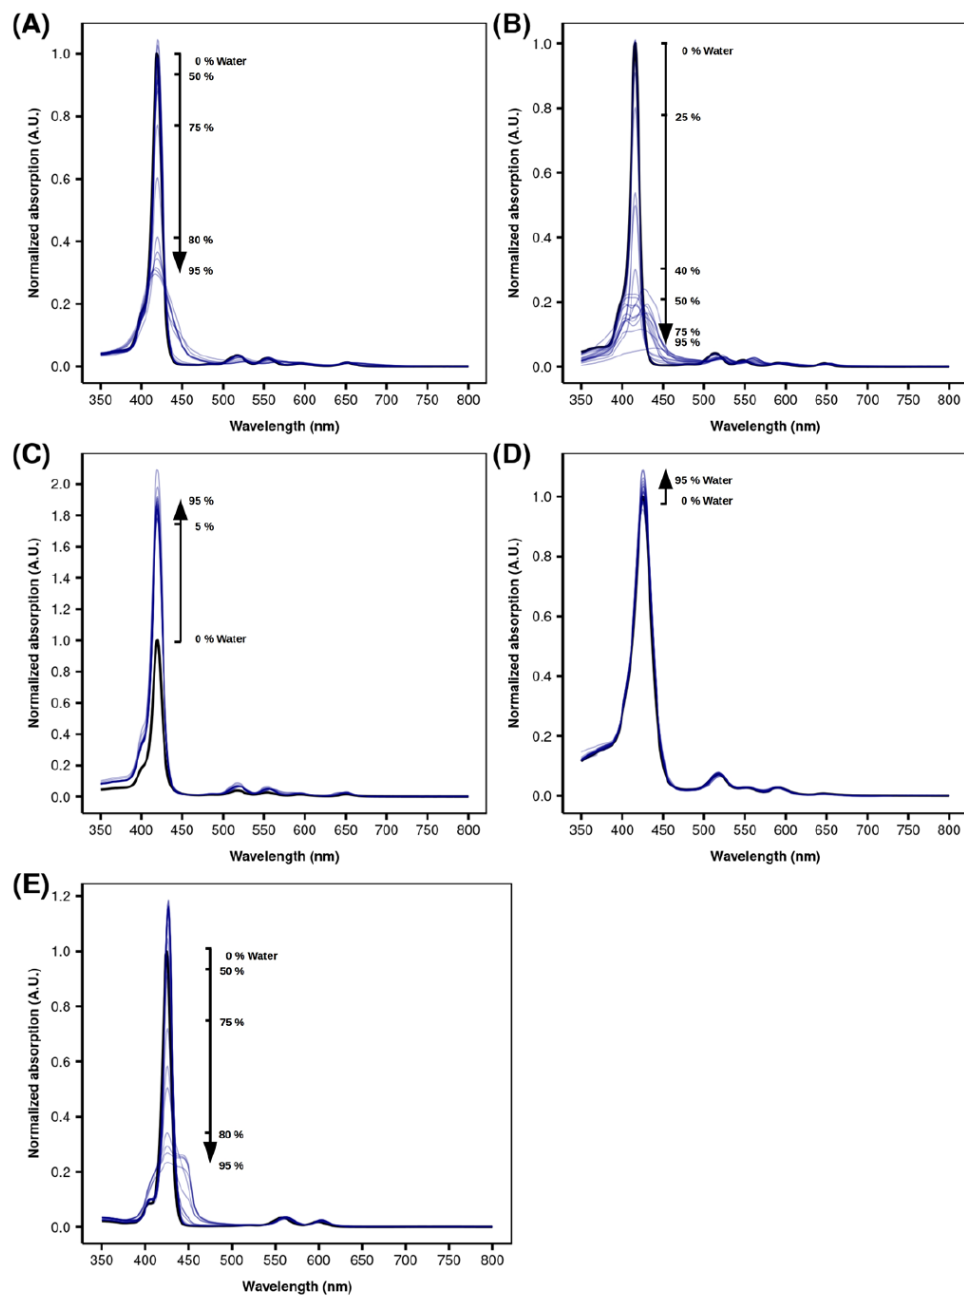 (A)
Normalized absorption (A.U.)
1.0
0.8
0.6
0.4
0.2
0.0
0 % Water
50 %
75 %
80 %
95 %
350 400 450 500 550 600 650 700 750 800
Wavelength (nm)
(B)
Normalized absorption (A.U.)
1.0
0.8
0.6
0.4
0.2
0.0
0 % Water
25 %
40 %
50 %
75 %
95 %
350 400 450 500 550 600 650 700 750 800
Wavelength (nm)
(C)
Normalized absorption (A.U.)
2.0
1.8
1.6
1.4
1.2
1.0
0.8
0.6
0.4
0.2
0.0
95 %
5 %
0 % Water
350 400 450 500 550 600 650 700 750 800
Wavelength (nm)
(D)
Normalized absorption (A.U.)
1.0
0.8
0.6
0.4
0.2
0.0
95 % Water
0 % Water
350 400 450 500 550 600 650 700 750 800
Wavelength (nm)
(E)
Normalized absorption (A.U.)
1.2
1.0
0.8
0.6
0.4
0.2
0.0
0 % Water
50 %
75 %
80 %
95 %
350 400 450 500 550 600 650 700 750 800
Wavelength (nm)